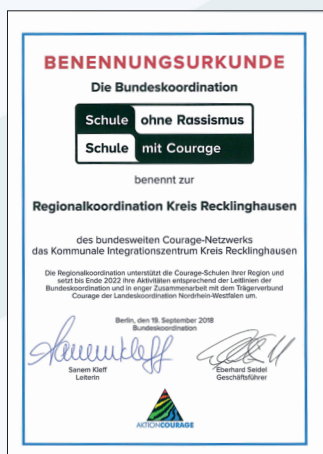 BENENNUNGSURKUNDE
Die Bundeskoordination
Schule ohne Rassismus
Schule mit Courage
benennt zur
Regionalkoordination Kreis Recklinghausen
des bundesweiten Courage-Netzwerks
das Kommunale Integrationszentrum Kreis Recklinghausen
Die Regionalkoordination unterstützt die Courage-Schulen ihrer Region und
setzt bis Ende 2022 ihre Aktivitäten entsprechend der Leitlinien der
Bundeskoordination und in enger Zusammenarbeit mit dem Trägerverbund
Courage der Landeskoordination Nordrhein-Westfalen um.
Berlin, den 19. September 2018
Bundeskoordination
Sanem Kleff
Sanem Kleff
Leiterin
Eberhard Seidel
Geschäftsführer
AKTIONCOURAGE